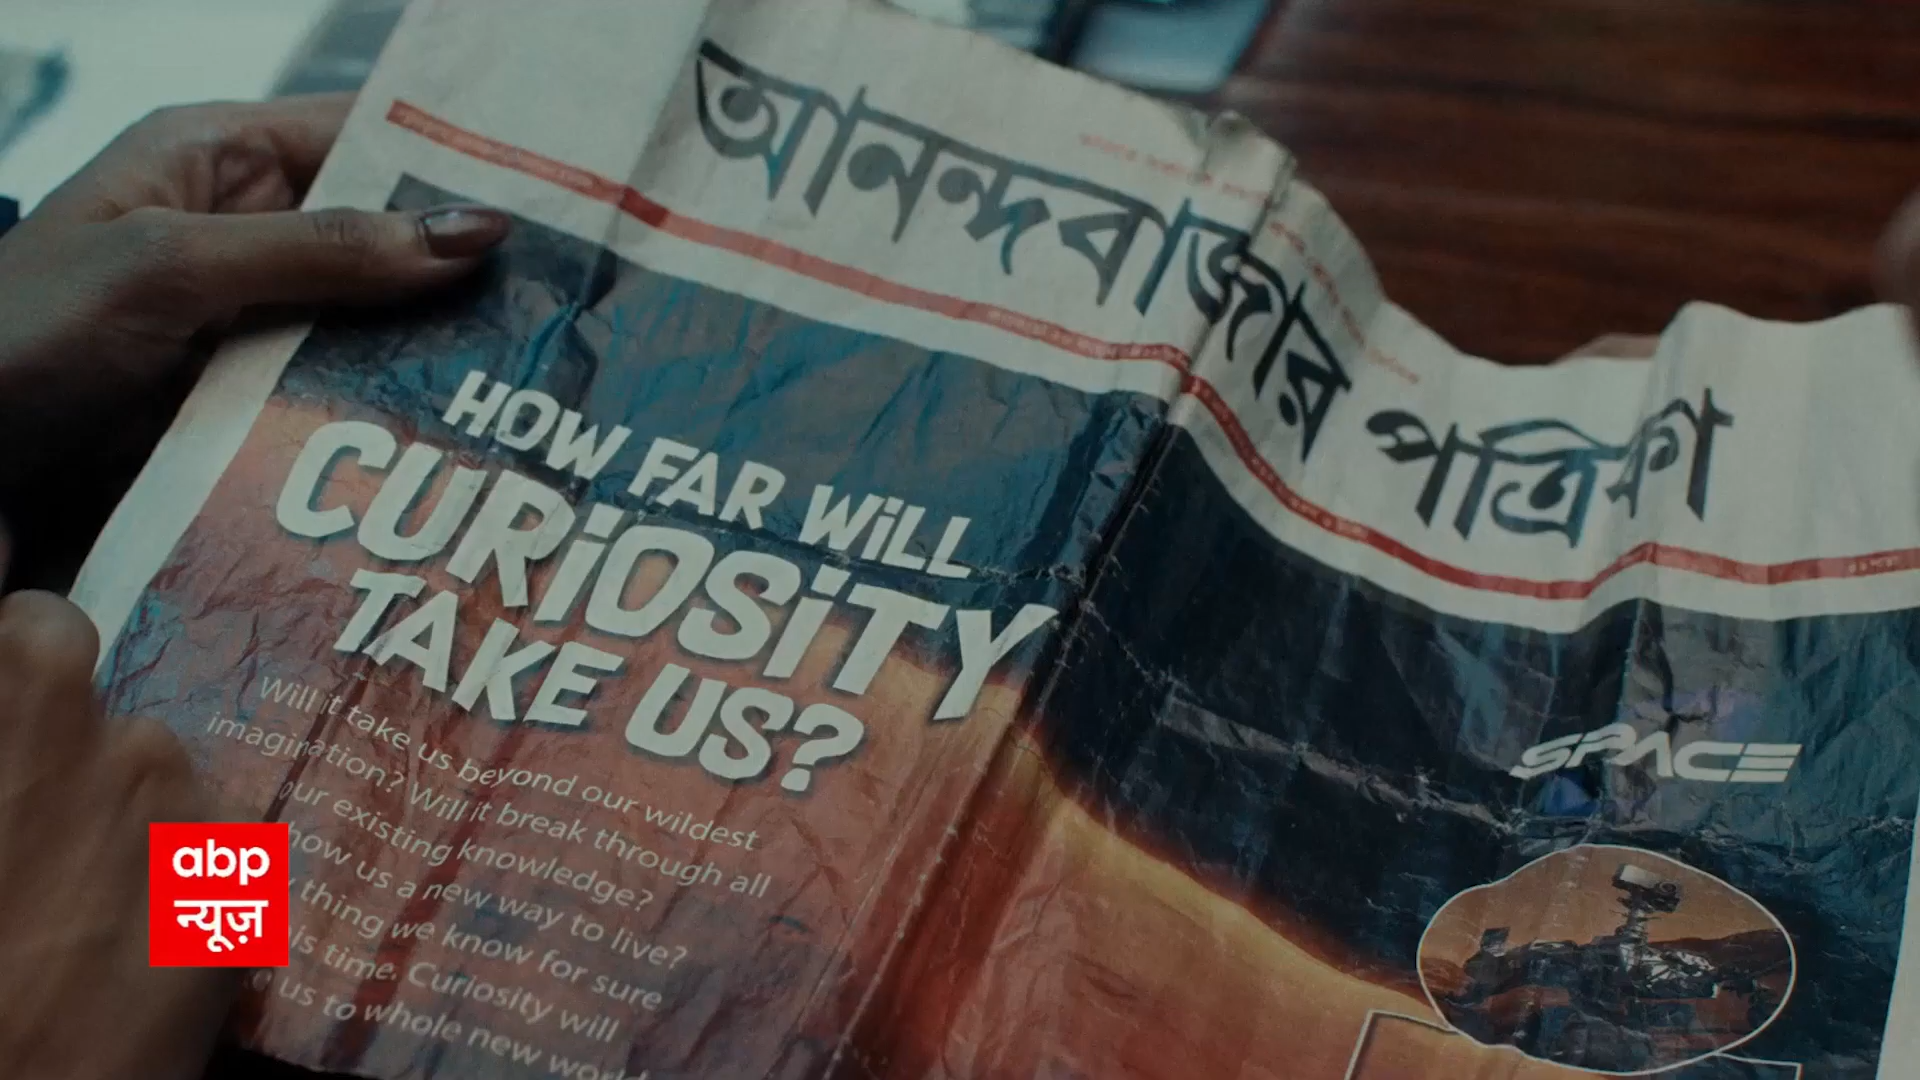 আনন্দবাজার পত্রিকা
HOW FAR WiLL
CURiOSiTY
TAKE US?
Will it take us beyond our wildest
imagination? Will it break through all
our existing knowledge?
how us a new way to live?
thing we know for sure
is time. Curiosity will
us to whole new world
SPACE
abp
न्यूज़